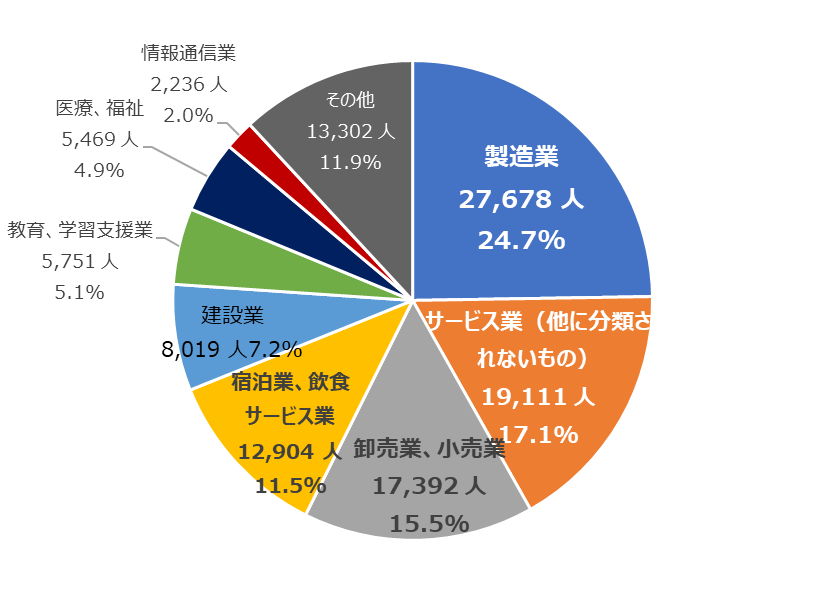 製造業
27,678 人
24.7%
サービス業（他に分類さ
れないもの）
19,111 人
17.1%
卸売業、小売業
17,392 人
15.5%
宿泊業、飲食
サービス業
12,904 人
11.5%
建設業
8,019 人7.2%
教育、学習支援業
5,751 人
5.1%
医療、福祉
5,469 人
4.9%
情報通信業
2,236 人
2.0%
その他
13,302 人
11.9%